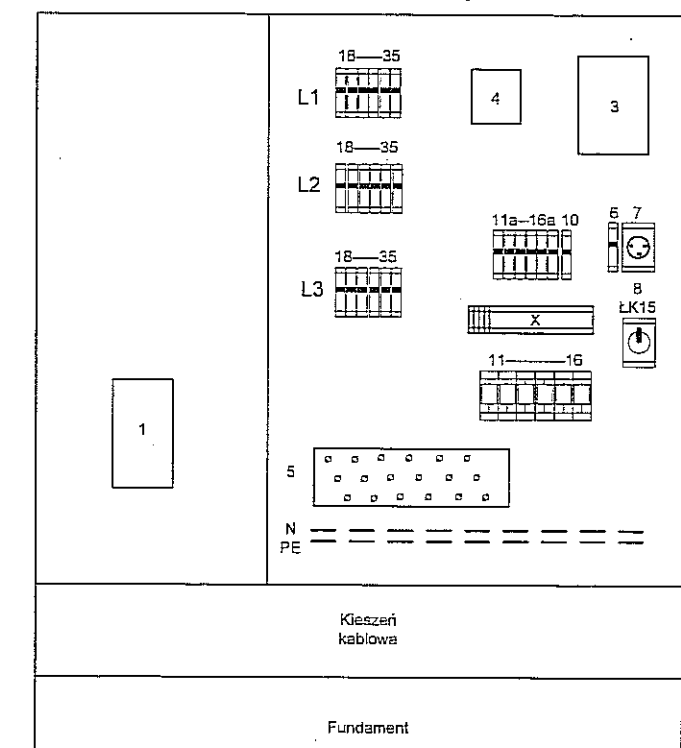 18—35
L1
4
3
18—35
L2
11a–16a 10
6 7
18—35
L3
8
ŁK15
X
11———16
1
5
N
PE
Kieszeń
kablowa
Fundament